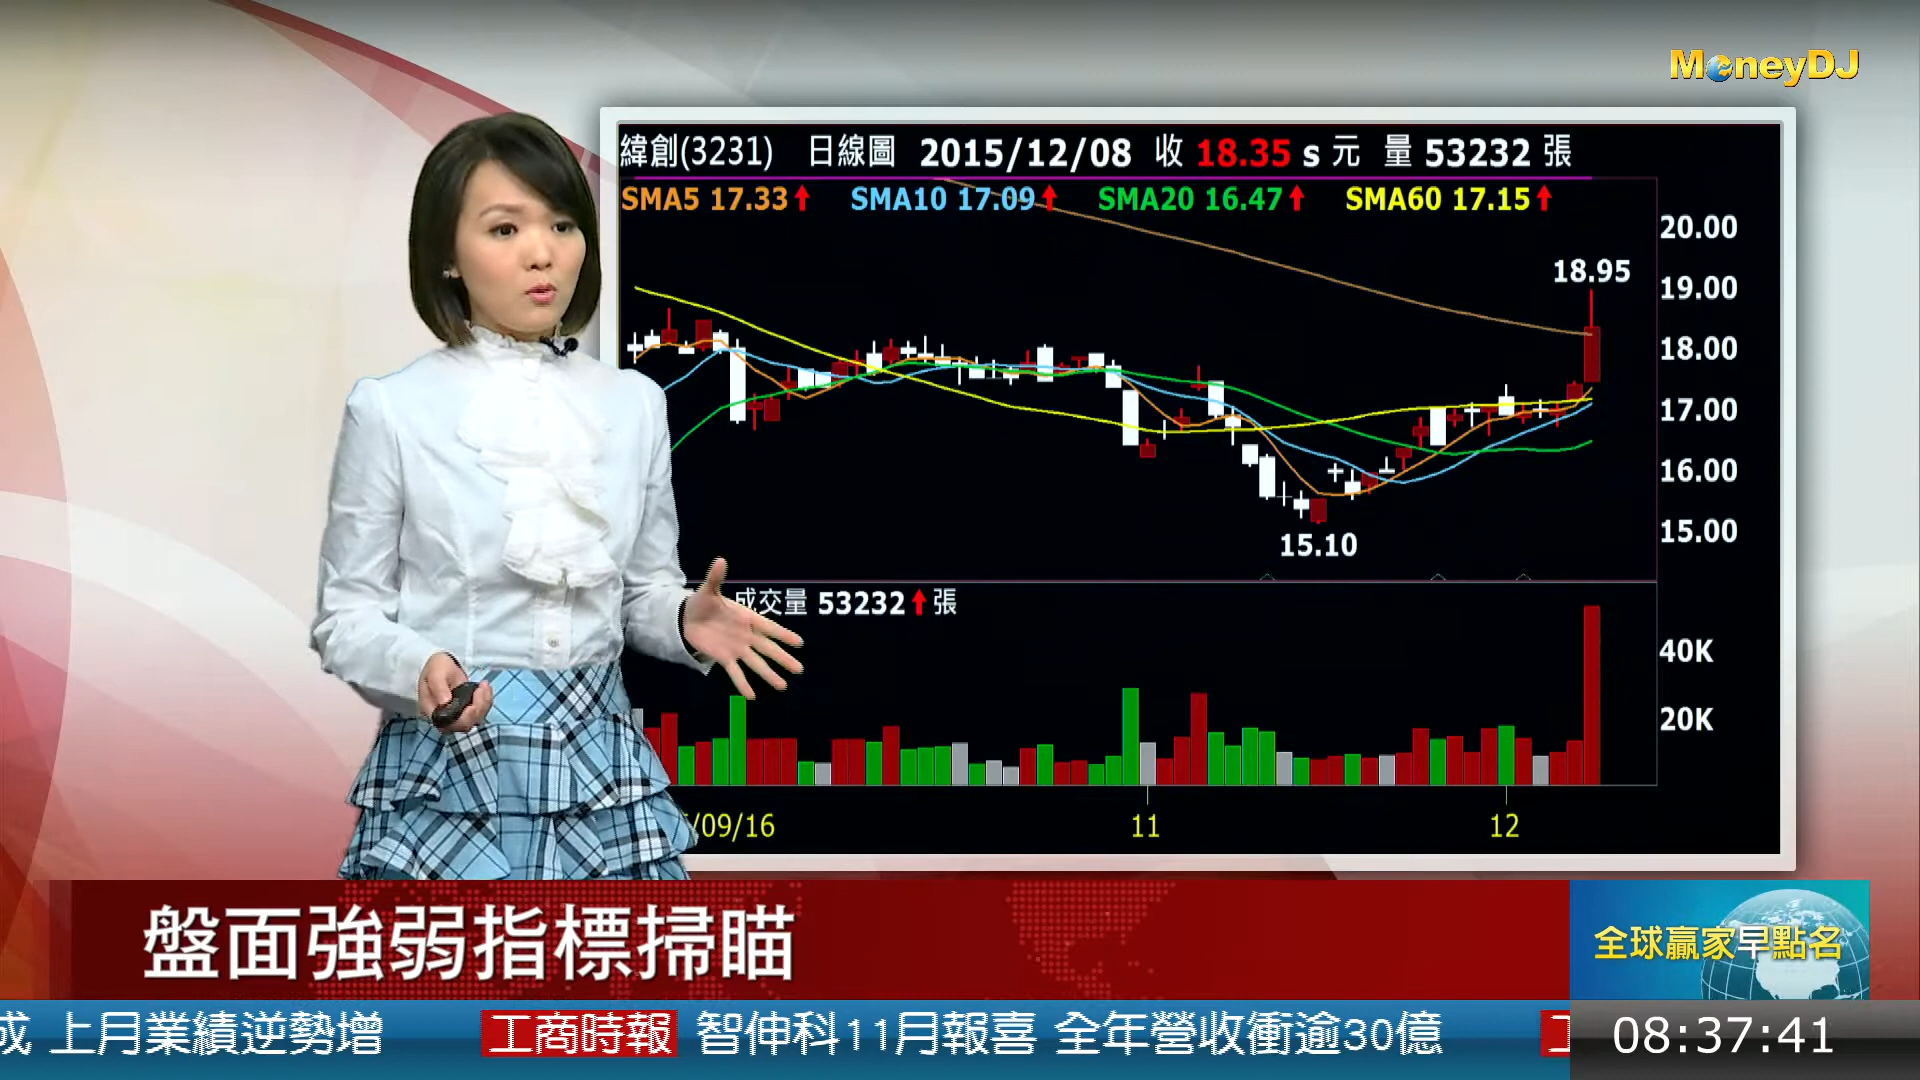 MoneyDJ
緯創(3231) 日線圖 2015/12/08 收 18.35 s 元 量 53232 張
SMA5 17.33↑ SMA10 17.09↑ SMA20 16.47↑ SMA60 17.15↑
20.00
18.95
19.00
18.00
17.00
16.00
15.00
15.10
成交量 53232↑張
40K
20K
/09/16 11 12
盤面強弱指標掃瞄
全球贏家早點名
成 上月業績逆勢增 工商時報 智伸科11月報喜 全年營收衝逾30億
08:37:41